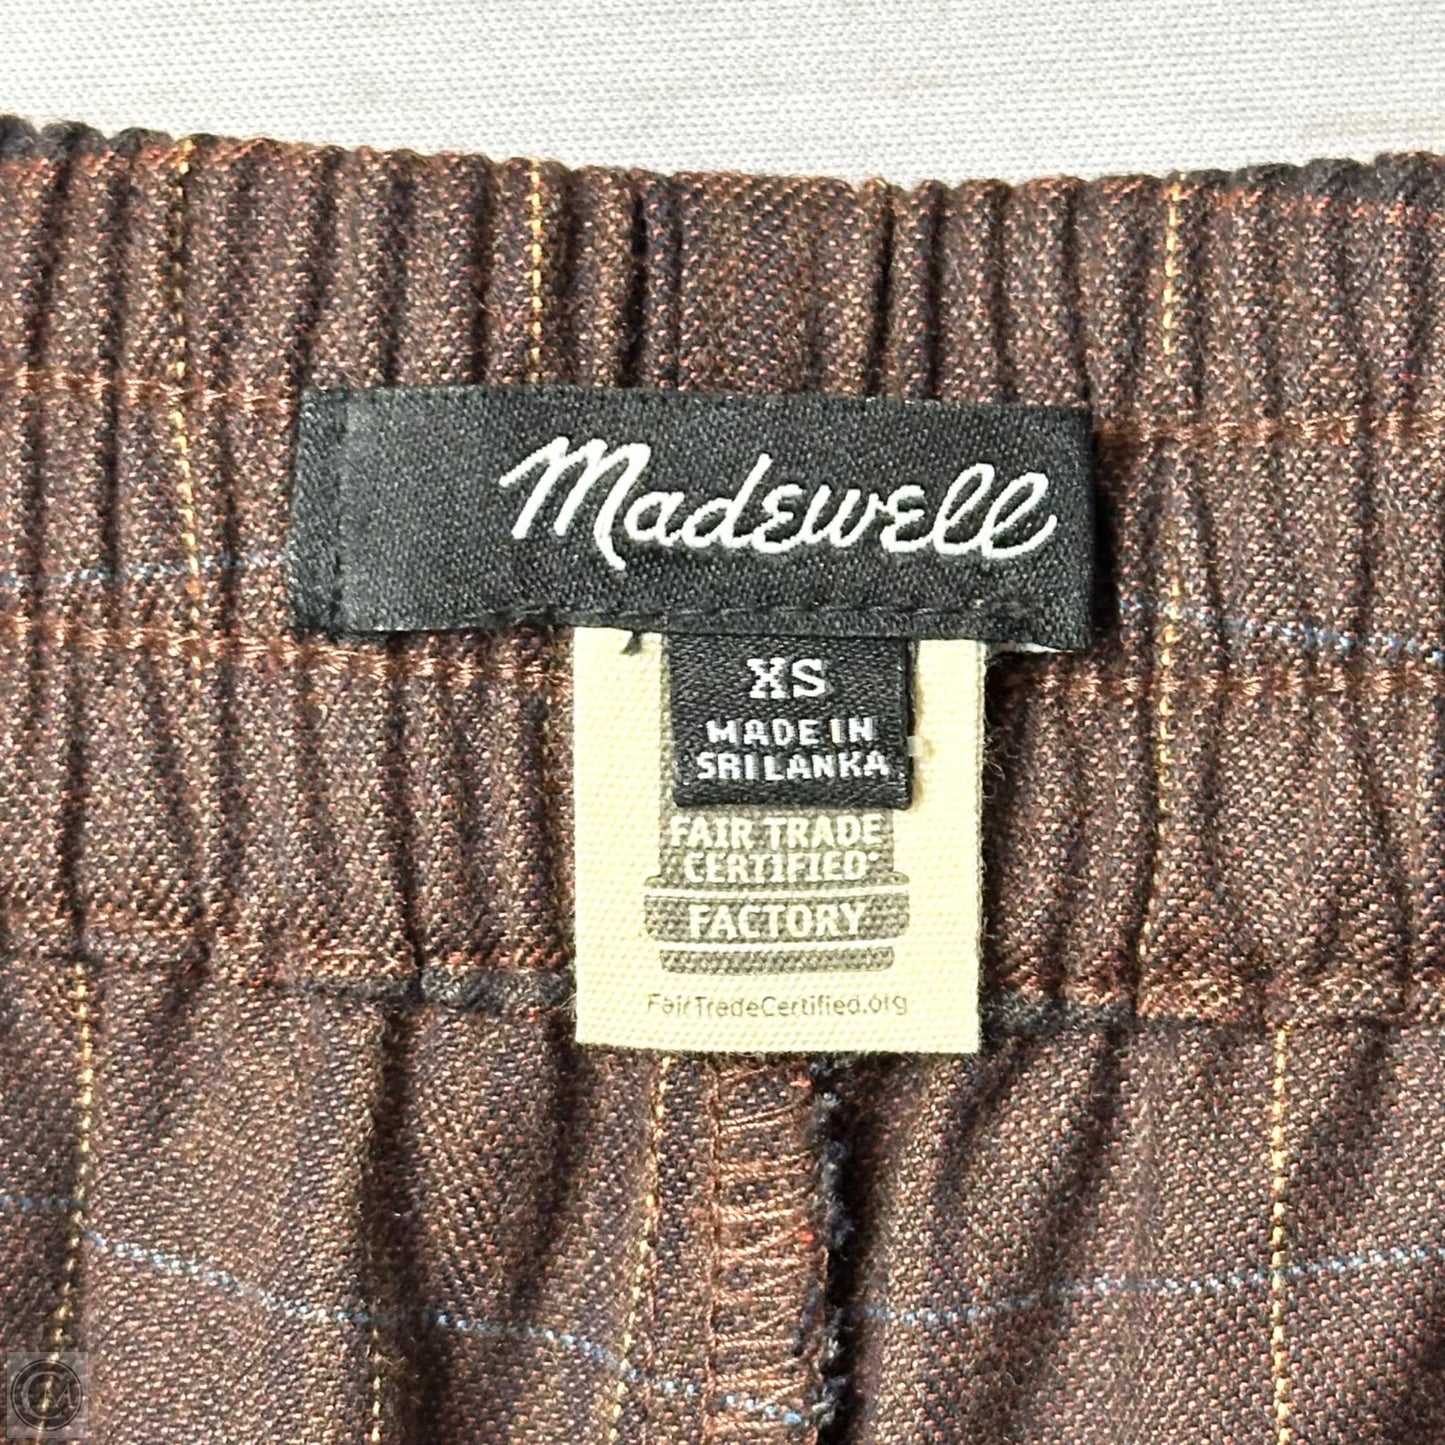 Madewell
XS
MADE IN
SRI LANKA
FAIR TRADE
CERTIFIED
FACTORY
FairTradeCertified.org